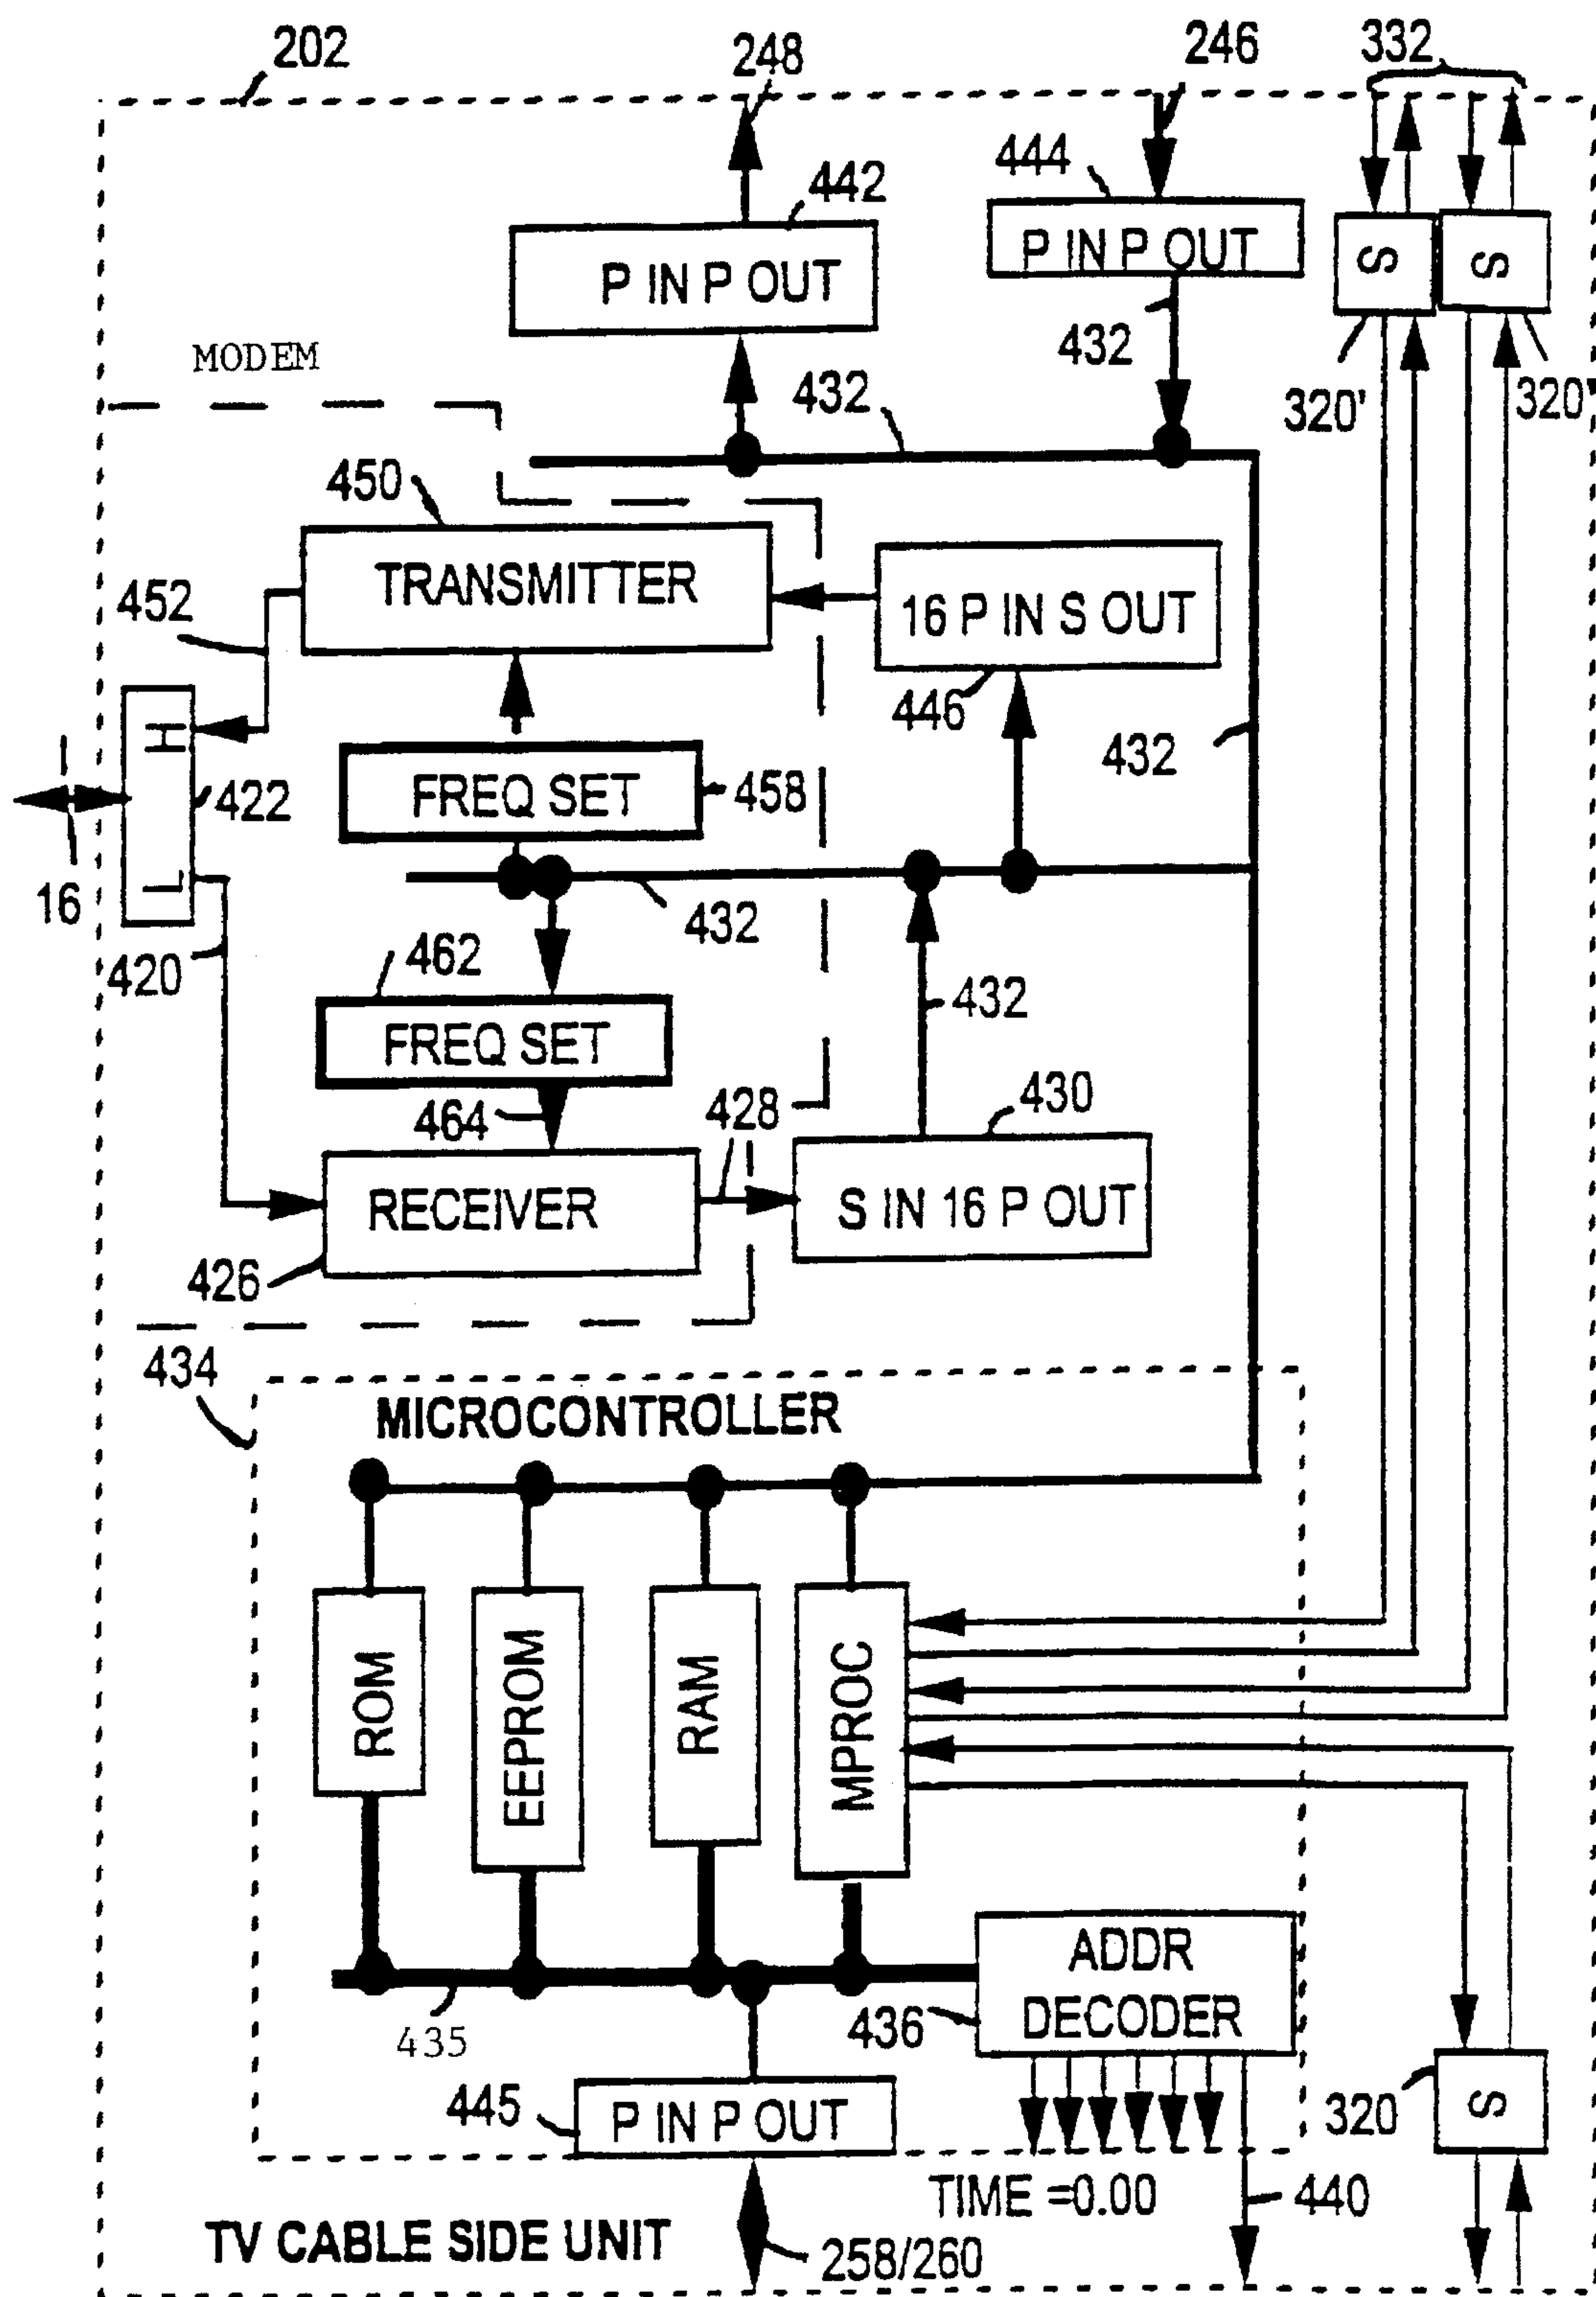 202
248
246
332
444
442
P IN P OUT
P IN P OUT
S
S
432
320'
320'
MODEM
432
450
TRANSMITTER
16 P IN S OUT
452
446
432
H
L
422
FREQ SET
458
16
432
420
462
FREQ SET
432
464
428
430
RECEIVER
S IN 16 P OUT
426
434
MICROCONTROLLER
ROM
EEPROM
RAM
MPROC
ADDR
DECODER
435
436
445
P IN P OUT
320
S
TIME =0.00
440
TV CABLE SIDE UNIT
258/260